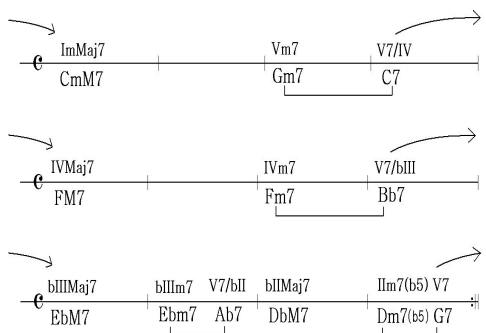 ImMaj7 Vm7 V7/IV
CmM7 Gm7 C7
IVMaj7 IVm7 V7/bIII
FM7 Fm7 Bb7
bIIIMaj7 bIIIm7 V7/bII bIIMaj7 IIm7(b5) V7
EbM7 Ebm7 Ab7 DbM7 Dm7(b5) G7